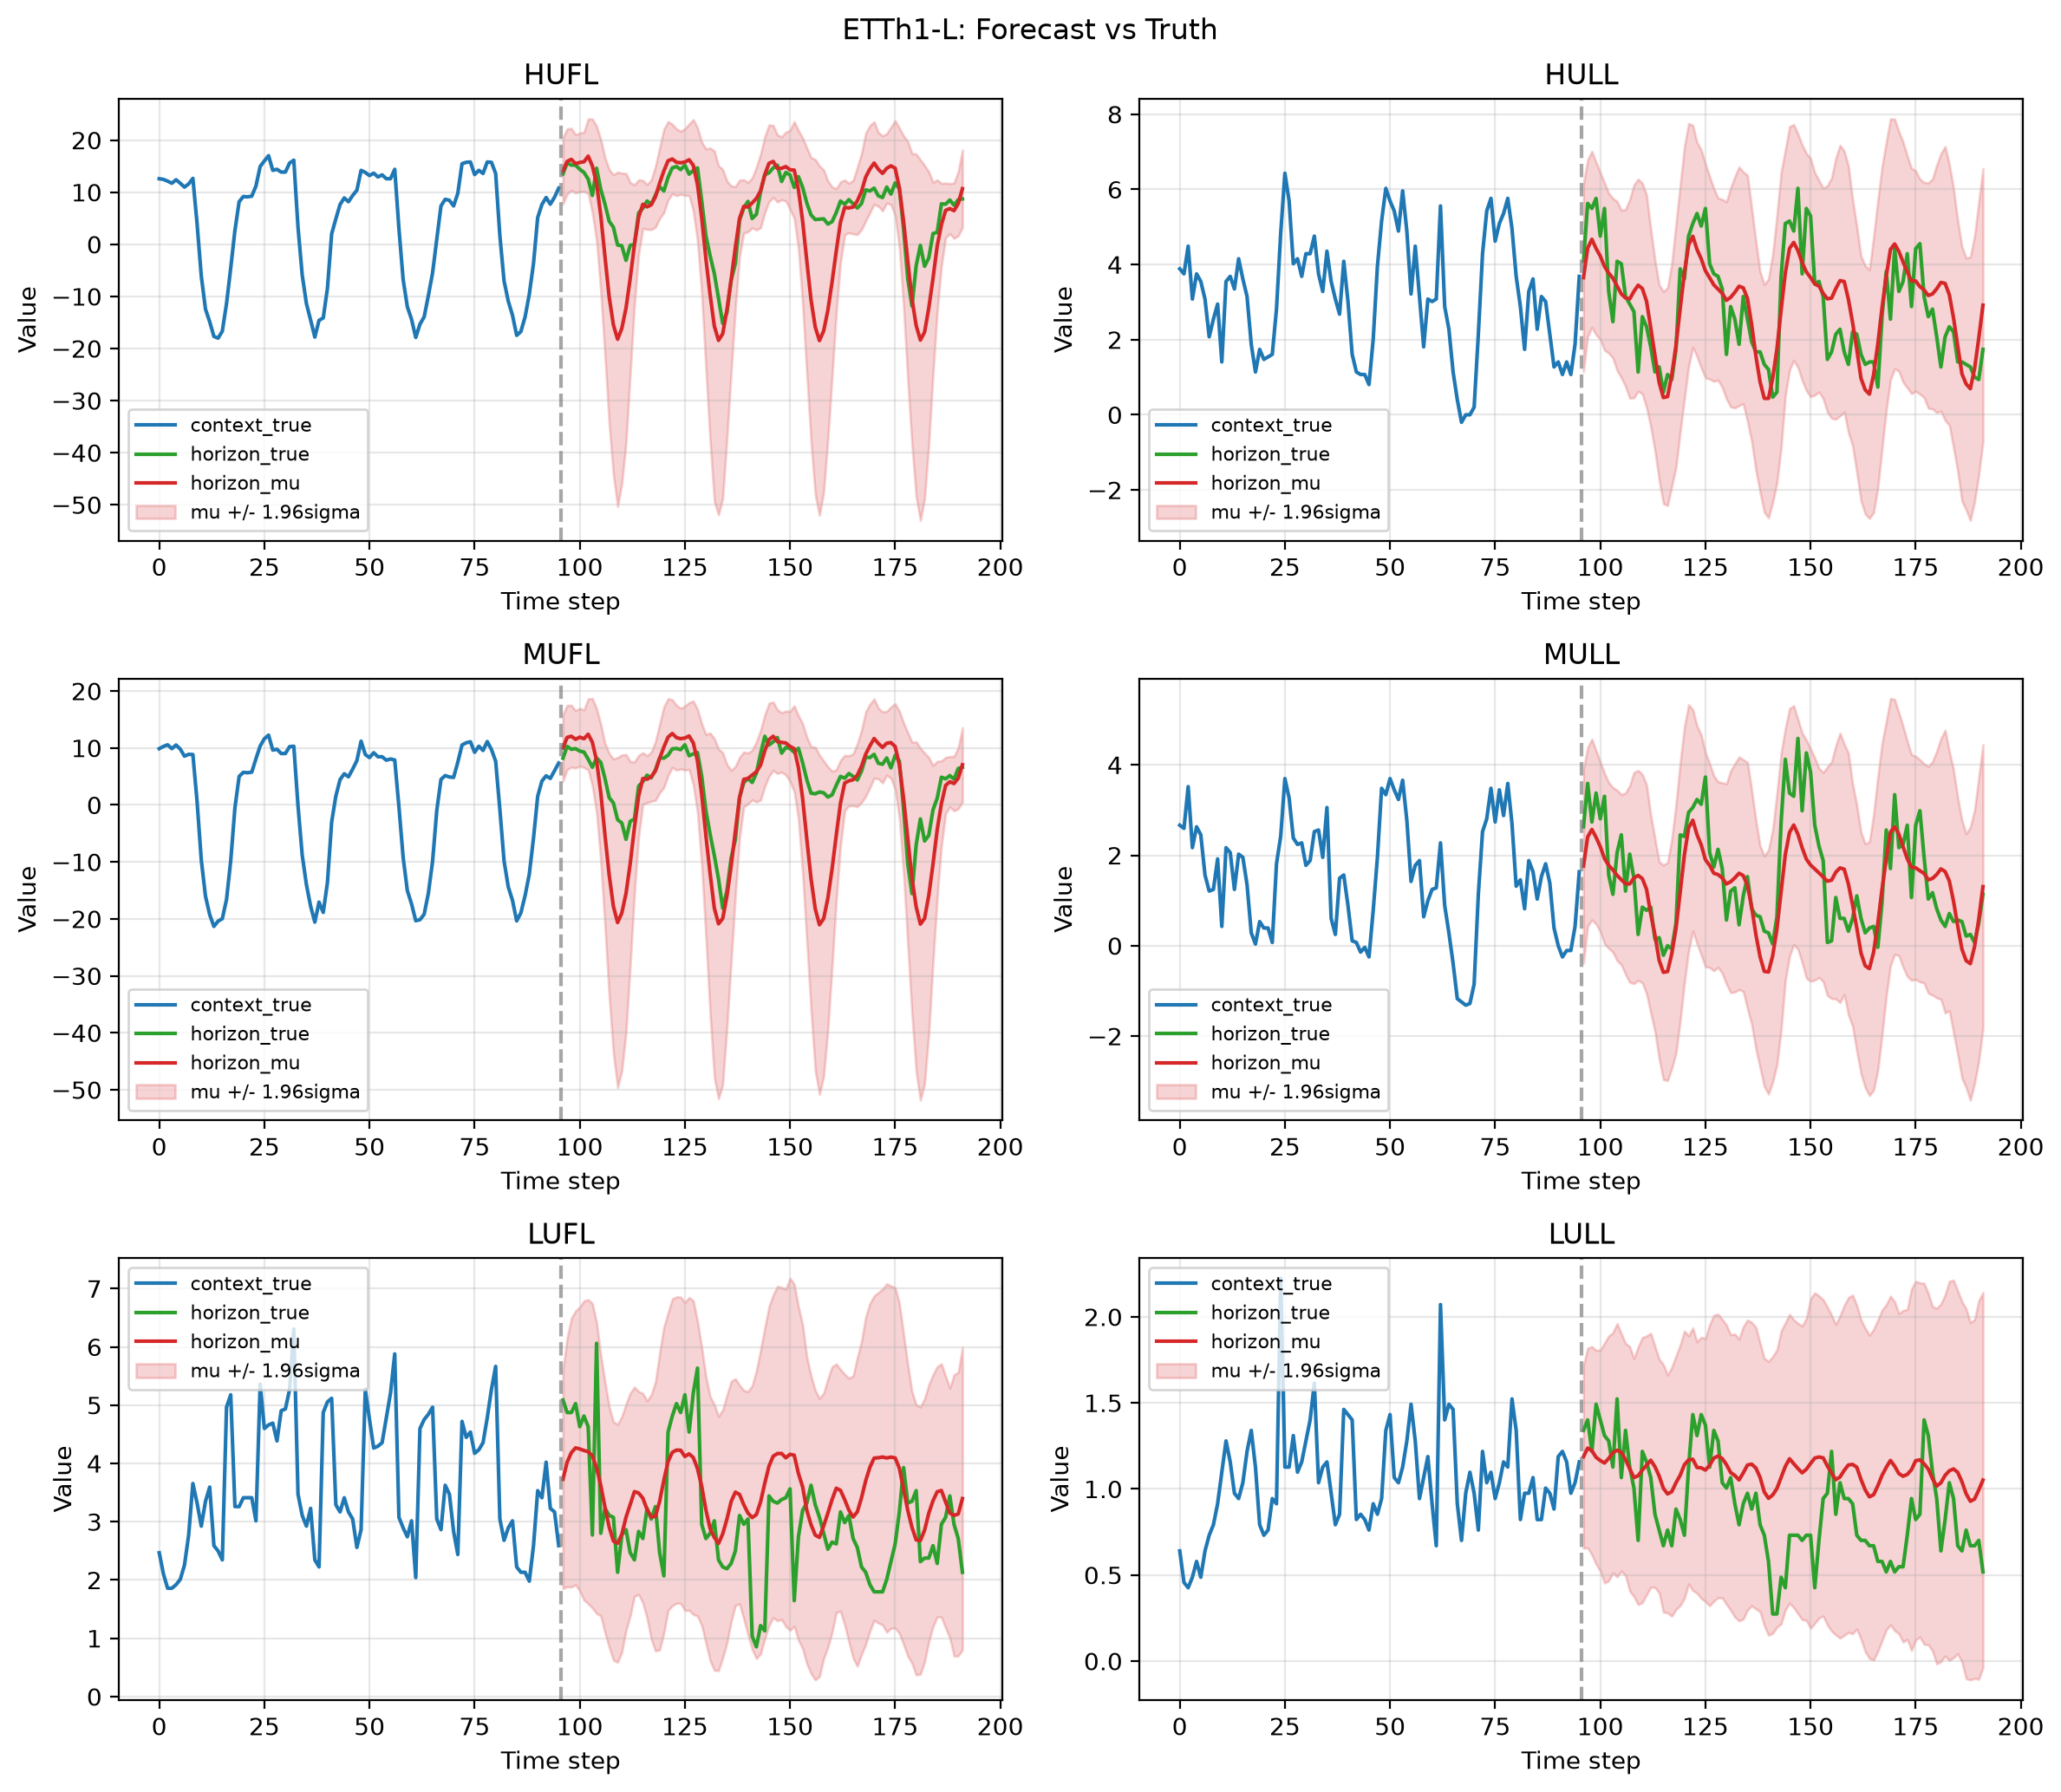 ETTh1-L: Forecast vs Truth
HUFL
20
10
0
−10
−20
−30
−40
−50
Value
context_true
horizon_true
horizon_mu
mu +/- 1.96sigma
0 25 50 75 100 125 150 175 200
Time step
HULL
8
6
4
2
0
−2
Value
context_true
horizon_true
horizon_mu
mu +/- 1.96sigma
0 25 50 75 100 125 150 175 200
Time step
MUFL
20
10
0
−10
−20
−30
−40
−50
Value
context_true
horizon_true
horizon_mu
mu +/- 1.96sigma
0 25 50 75 100 125 150 175 200
Time step
MULL
4
2
0
−2
Value
context_true
horizon_true
horizon_mu
mu +/- 1.96sigma
0 25 50 75 100 125 150 175 200
Time step
LUFL
7
6
5
4
3
2
1
0
Value
context_true
horizon_true
horizon_mu
mu +/- 1.96sigma
0 25 50 75 100 125 150 175 200
Time step
LULL
2.0
1.5
1.0
0.5
0.0
Value
context_true
horizon_true
horizon_mu
mu +/- 1.96sigma
0 25 50 75 100 125 150 175 200
Time step